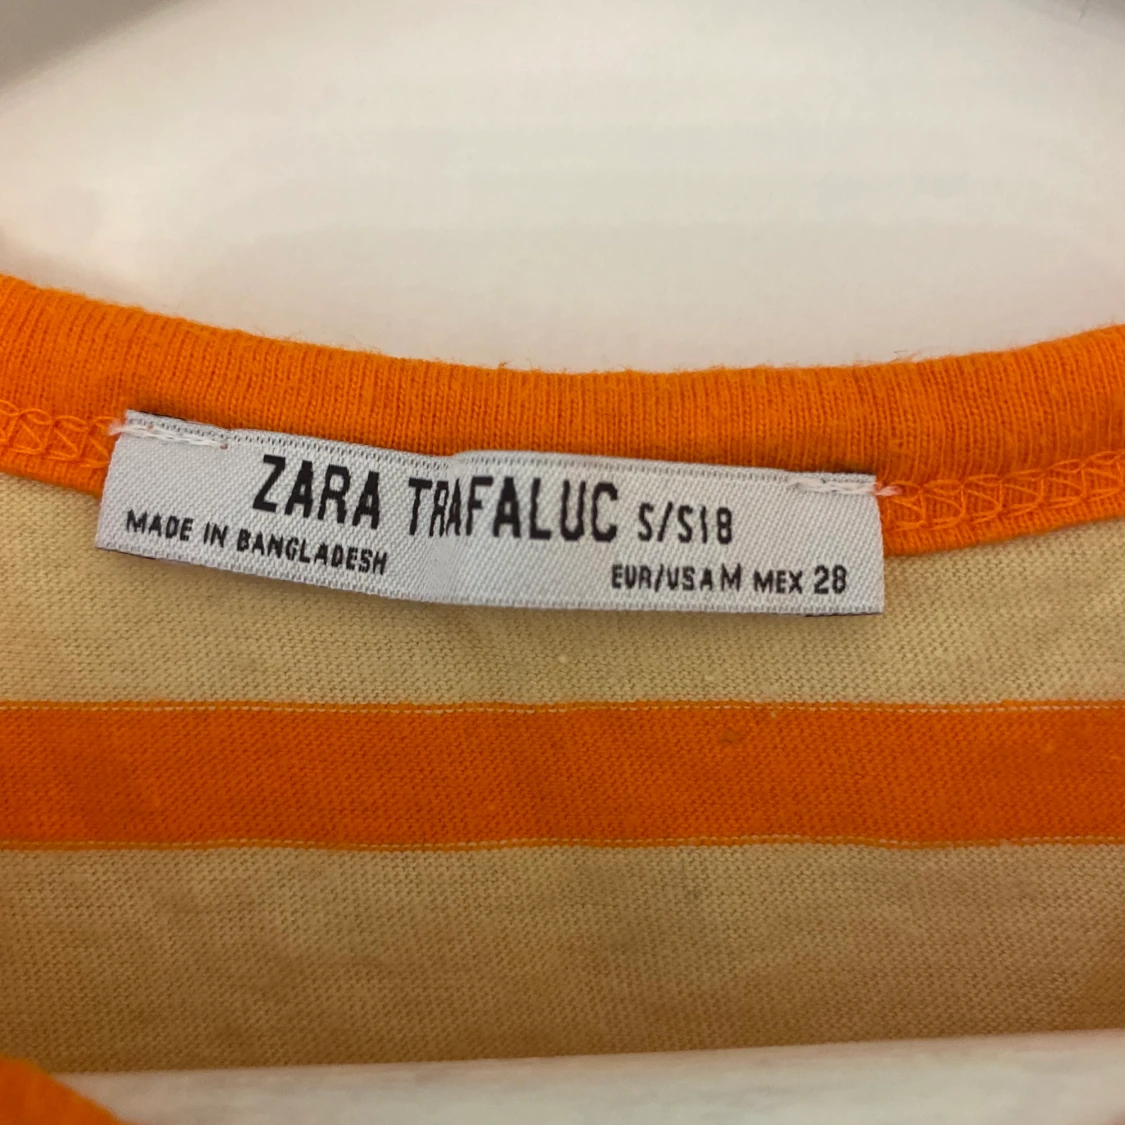 ZARA TRAFALUC S/S18
MADE IN BANGLADESH
EUR/USA M MEX 28